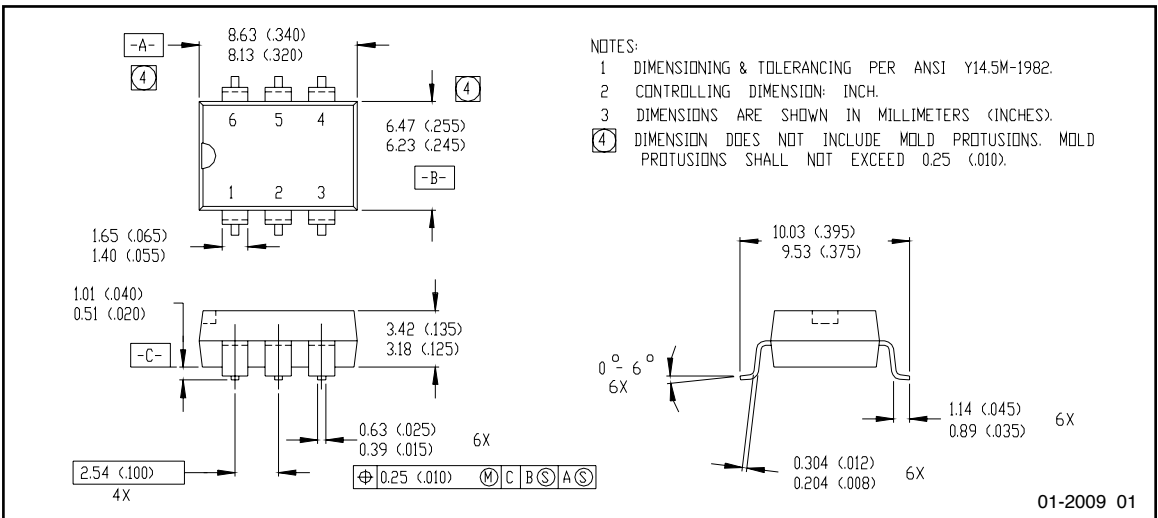 -A-
8.63 (.340)
8.13 (.320)
4
4
6 5 4
6.47 (.255)
6.23 (.245)
-B-
1 2 3
1.65 (.065)
1.40 (.055)
NOTES:
1 DIMENSIONING & TOLERANCING PER ANSI Y14.5M-1982.
2 CONTROLLING DIMENSION: INCH.
3 DIMENSIONS ARE SHOWN IN MILLIMETERS (INCHES).
4 DIMENSION DOES NOT INCLUDE MOLD PROTUSIONS. MOLD
PROTUSIONS SHALL NOT EXCEED 0.25 (.010).
1.01 (.040)
0.51 (.020)
-C-
3.42 (.135)
3.18 (.125)
0.63 (.025)
0.39 (.015)
6X
2.54 (.100)
4X
⌖ 0.25 (.010) Ⓜ C B Ⓢ A Ⓢ
10.03 (.395)
9.53 (.375)
0° - 6°
6X
1.14 (.045)
0.89 (.035)
6X
0.304 (.012)
0.204 (.008)
6X
01-2009 01